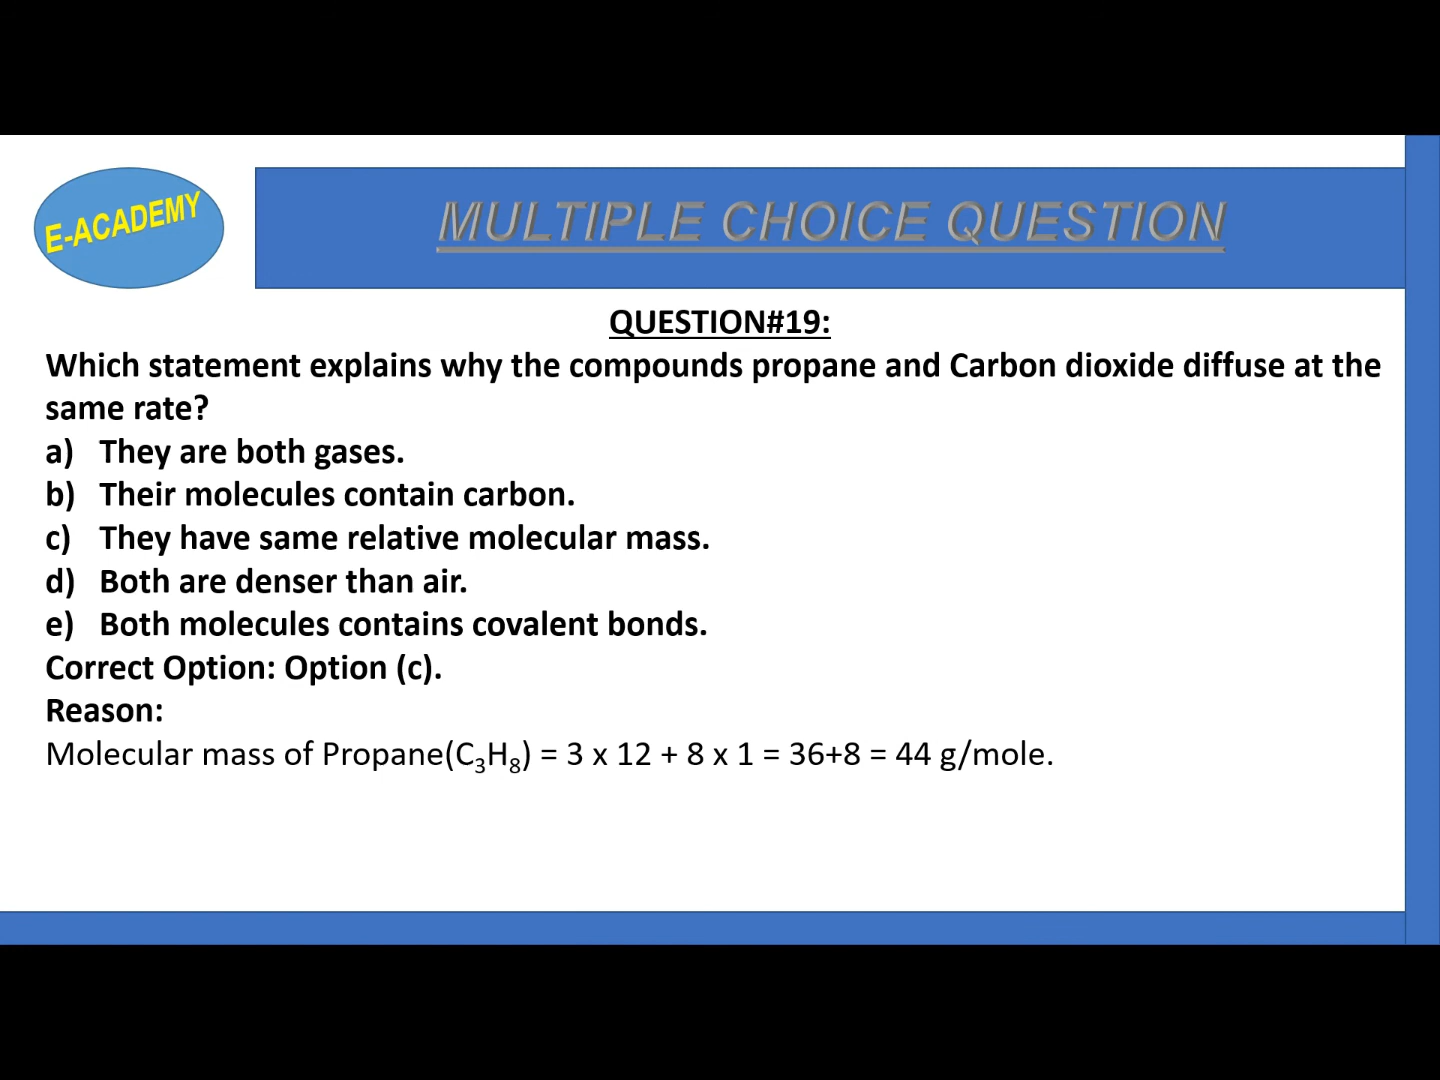 E-ACADEMY
MULTIPLE CHOICE QUESTION
QUESTION#19:
Which statement explains why the compounds propane and Carbon dioxide diffuse at the
same rate?
a) They are both gases.
b) Their molecules contain carbon.
c) They have same relative molecular mass.
d) Both are denser than air.
e) Both molecules contains covalent bonds.
Correct Option: Option (c).
Reason:
Molecular mass of Propane(C₃H₈) = 3 x 12 + 8 x 1 = 36+8 = 44 g/mole.